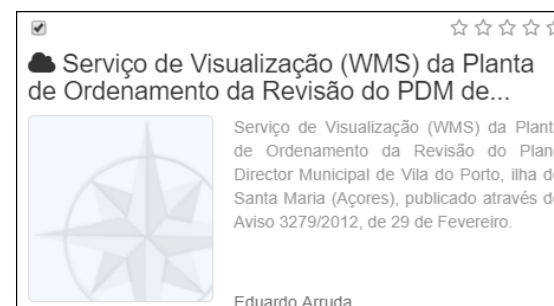 Serviço de Visualização (WMS) da Planta
de Ordenamento da Revisão do PDM de...
Serviço de Visualização (WMS) da Plant
de Ordenamento da Revisão do Plan
Director Municipal de Vila do Porto, ilha d
Santa Maria (Açores), publicado através d
Aviso 3279/2012, de 29 de Fevereiro.
Eduardo Arruda